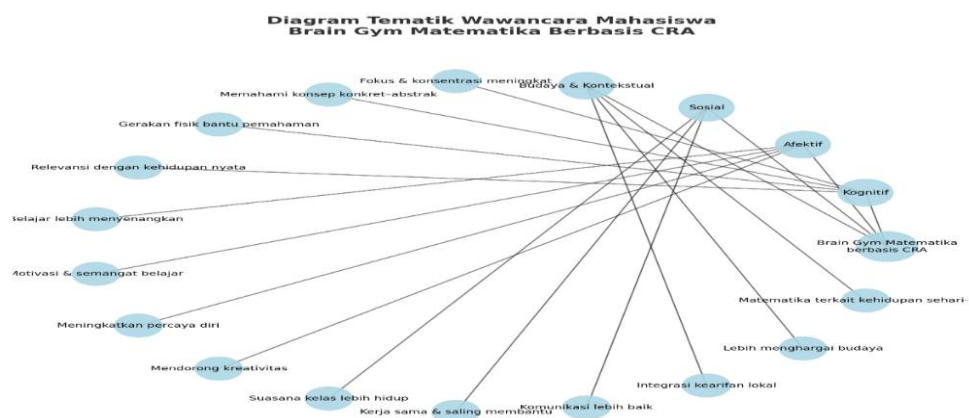 Diagram Tematik Wawancara Mahasiswa
Brain Gym Matematika Berbasis CRA
Fokus & konsentrasi meningkat
Budaya & Kontekstual
Memahami konsep konkret–abstrak
Sosial
Gerakan fisik bantu pemahaman
Afektif
Relevansi dengan kehidupan nyata
Kognitif
Belajar lebih menyenangkan
Brain Gym Matematika
berbasis CRA
Motivasi & semangat belajar
Matematika terkait kehidupan sehari-
Meningkatkan percaya diri
Lebih menghargai budaya
Mendorong kreativitas
Integrasi kearifan lokal
Suasana kelas lebih hidup
Komunikasi lebih baik
Kerja sama & saling membantu